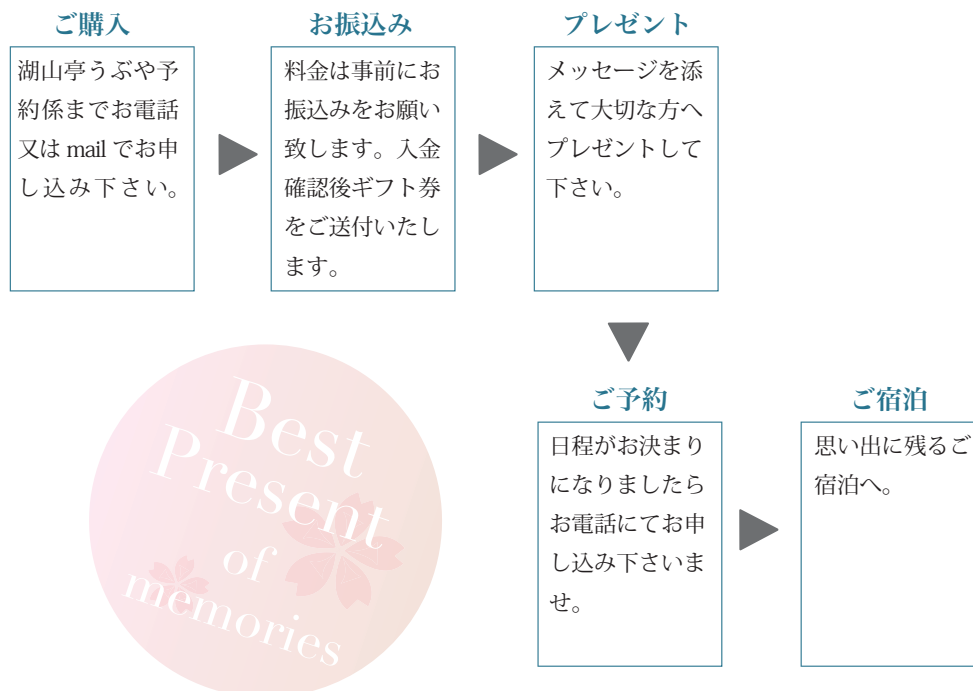 ご購入
湖山亭うぶや予
約係までお電話
又は mail でお申
し込み下さい。
お振込み
料金は事前にお
振込みをお願い
致します。入金
確認後ギフト券
をご送付いたし
ます。
プレゼント
メッセージを添
えて大切な方へ
プレゼントして
下さい。
ご予約
日程がお決まり
になりましたら
お電話にてお申
し込み下さいま
せ。
ご宿泊
思い出に残るご
宿泊へ。
Best
Present
of
memories